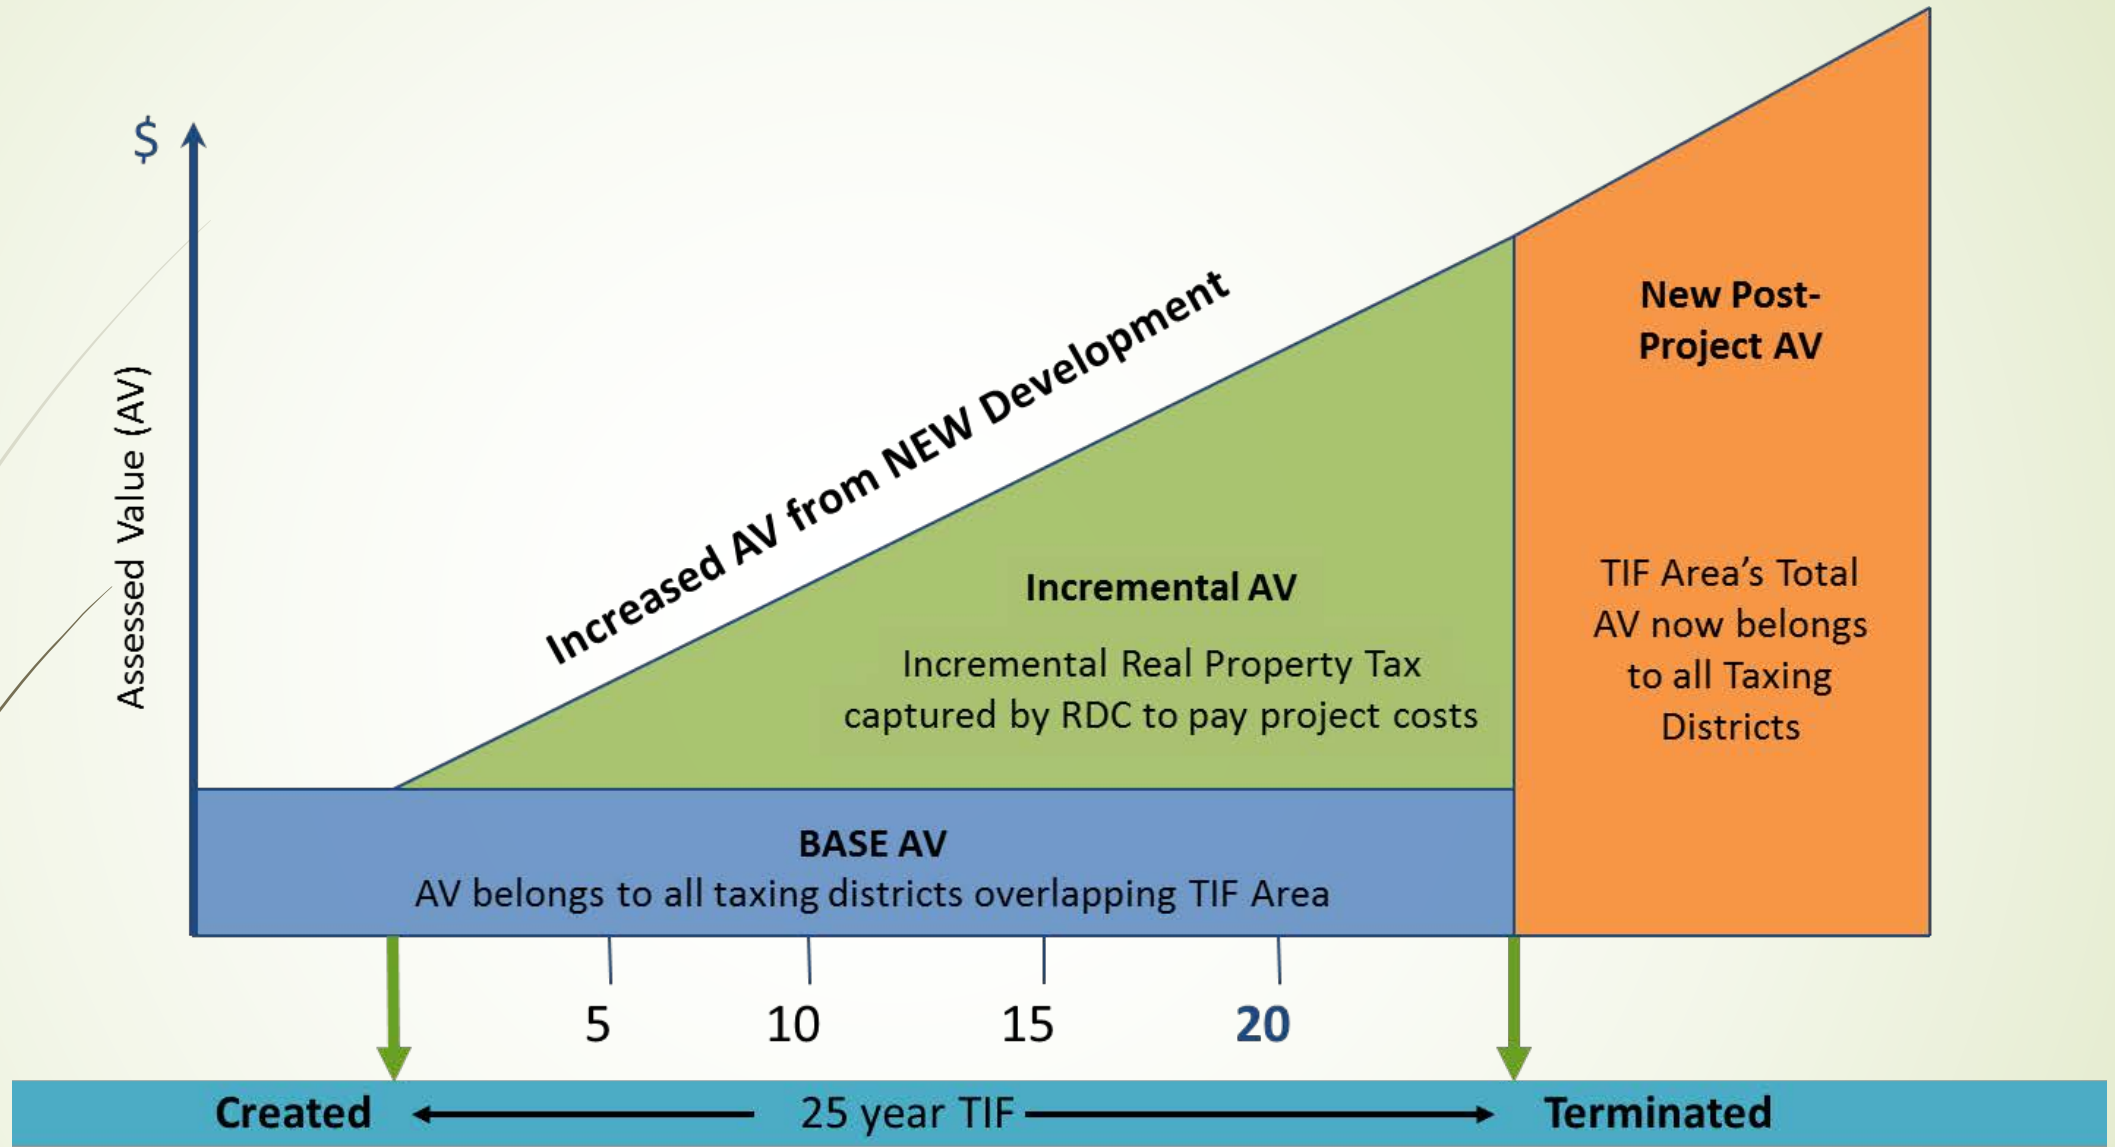 $
Assessed Value (AV)
Increased AV from NEW Development
New Post-
Project AV
Incremental AV
Incremental Real Property Tax
captured by RDC to pay project costs
TIF Area’s Total
AV now belongs
to all Taxing
Districts
BASE AV
AV belongs to all taxing districts overlapping TIF Area
5 10 15 20
Created 25 year TIF Terminated